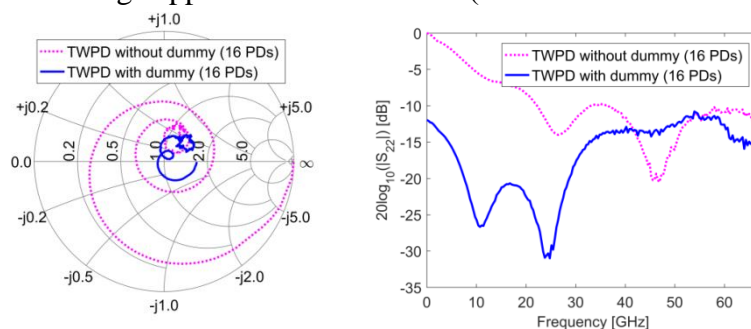 +j1.0
TWPD without dummy (16 PDs)
TWPD with dummy (16 PDs)
+j0.2
+j5.0
0.0
0.2
0.5
1.0
2.0
5.0
∞
-j0.2
-j5.0
-j0.5
-j2.0
-j1.0
0
TWPD without dummy (16 PDs)
TWPD with dummy (16 PDs)
-5
-10
-15
-20
-25
-30
-35
20log10(|S22|) [dB]
0
10
20
30
40
50
60
Frequency [GHz]